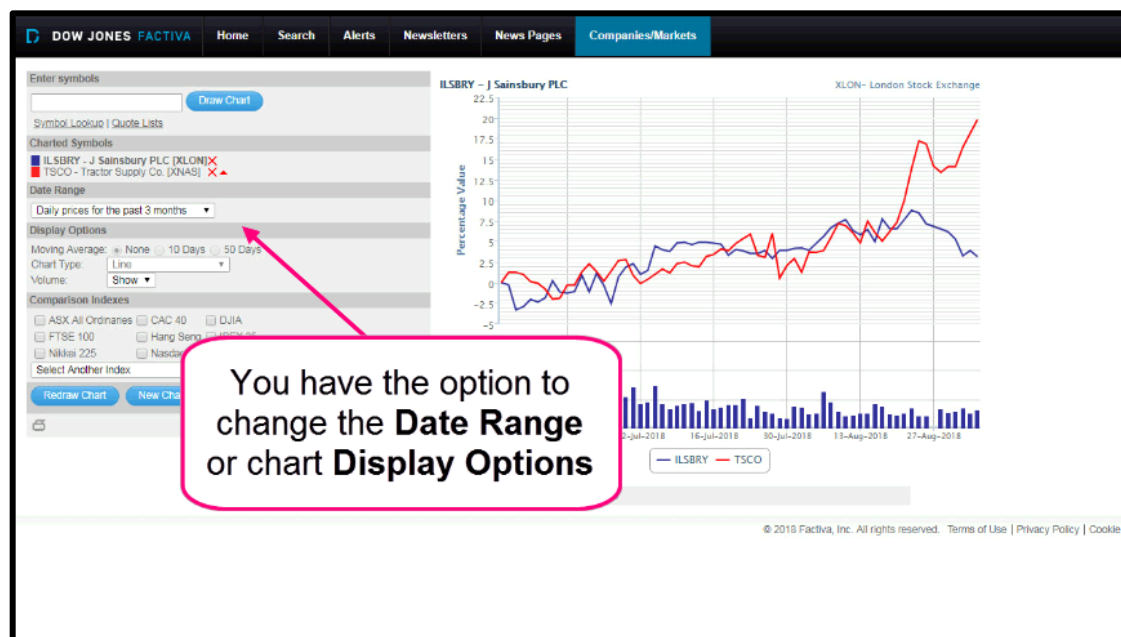 DOW JONES FACTIVA Home Search Alerts Newsletters News Pages Companies/Markets
Enter symbols
Draw Chart
Symbol Lookup | Quote Lists
Charted Symbols
ILSBRY - J Sainsbury PLC [XLON]
TSCO - Tractor Supply Co. [XNAS]
Date Range
Daily prices for the past 3 months
Display Options
Moving Average: None 10 Days 50 Days
Chart Type: Line
Volume: Show
Comparison Indexes
ASX All Ordinaries CAC 40 DJIA
FTSE 100 Hang Seng
Nikkei 225
Select Another Index
Redraw Chart New
ILSBRY - J Sainsbury PLC XLON- London Stock Exchange
Percentage Value
22.5
20
17.5
15
12.5
10
7.5
5
2.5
0
-2.5
-5
16-Jul-2018 30-Jul-2018 13-Aug-2018 27-Aug-2018
ILSBRY TSCO
You have the option to
change the Date Range
or chart Display Options
© 2018 Factiva, Inc. All rights reserved. Terms of Use | Privacy Policy | Cookie